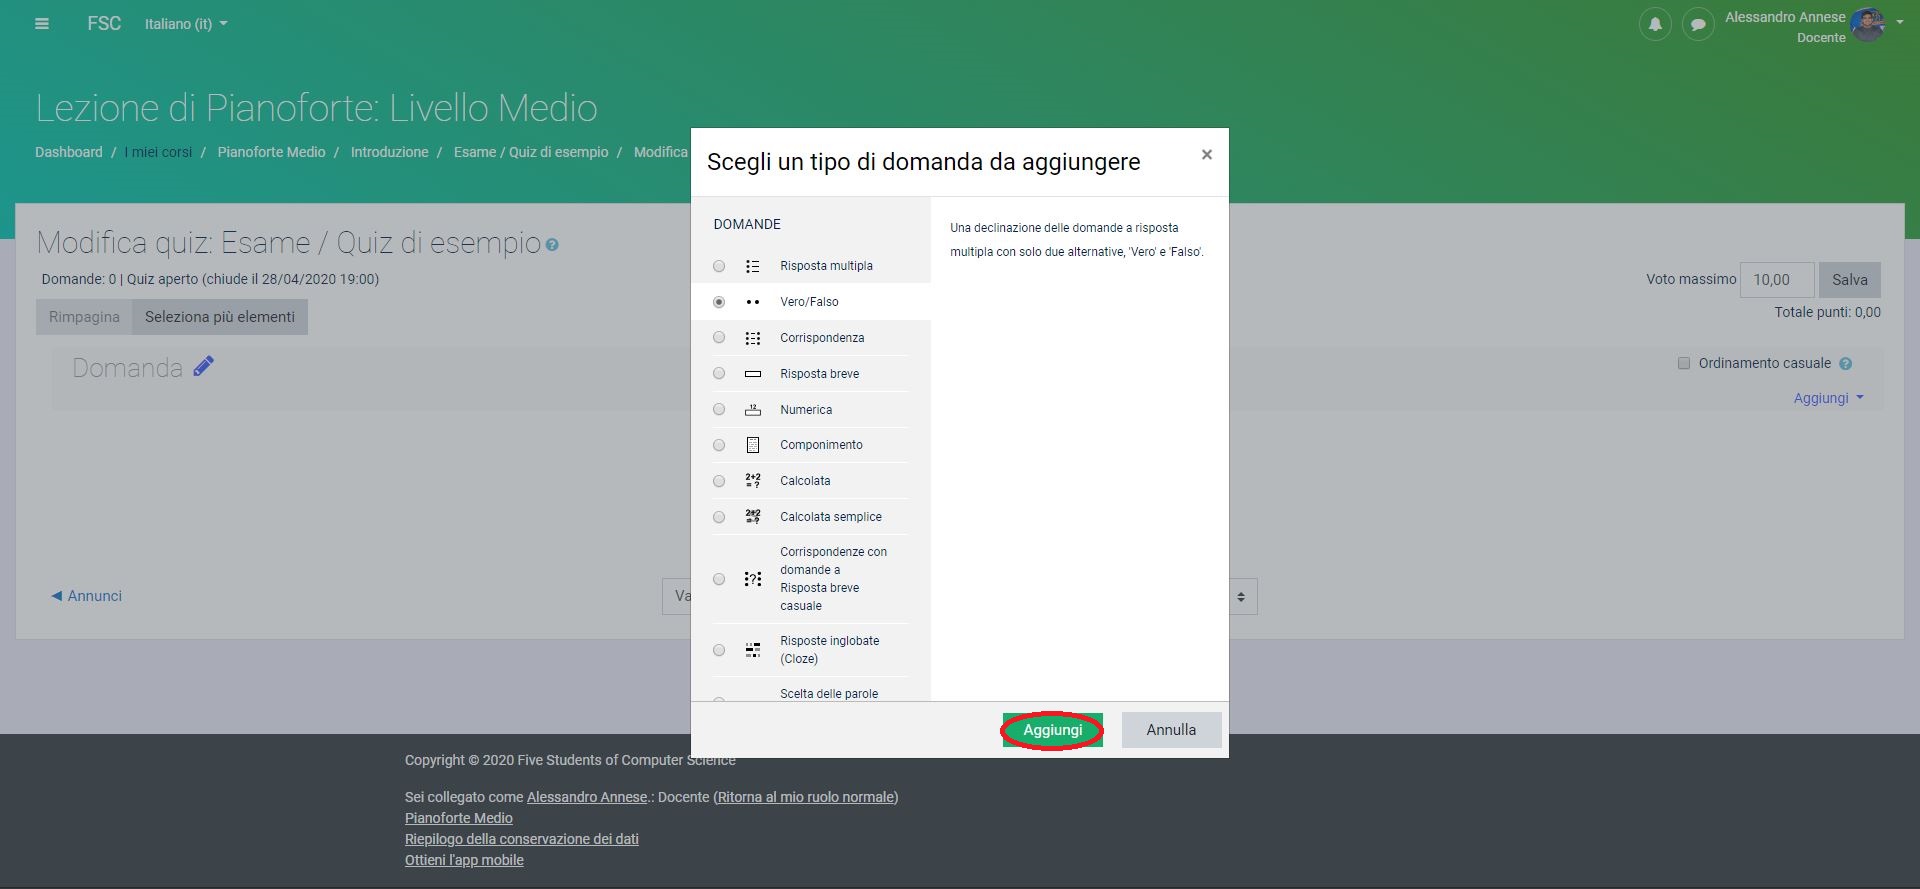 FSC Italiano (it)
Alessandro Annese
Docente
Lezione di Pianoforte: Livello Medio
Dashboard / I miei corsi / Pianoforte Medio / Introduzione / Esame / Quiz di esempio / Modifica
Scegli un tipo di domanda da aggiungere ×
DOMANDE
Risposta multipla
Vero/Falso
Corrispondenza
Risposta breve
12
Numerica
Componimento
2+2
= ?
Calcolata
Calcolata semplice
Corrispondenze con
domande a
Risposta breve
casuale
?
Risposte inglobate
(Cloze)
Scelta delle parole
Una declinazione delle domande a risposta
multipla con solo due alternative, 'Vero' e 'Falso'.
Aggiungi Annulla
Modifica quiz: Esame / Quiz di esempio ?
Domande: 0 | Quiz aperto (chiude il 28/04/2020 19:00)
Rimpagina Seleziona più elementi
Voto massimo 10,00 Salva
Totale punti: 0,00
Domanda
Ordinamento casuale ?
Aggiungi
◄ Annunci
Va
Copyright © 2020 Five Students of Computer Science
Sei collegato come Alessandro Annese.: Docente (Ritorna al mio ruolo normale)
Pianoforte Medio
Riepilogo della conservazione dei dati
Ottieni l'app mobile